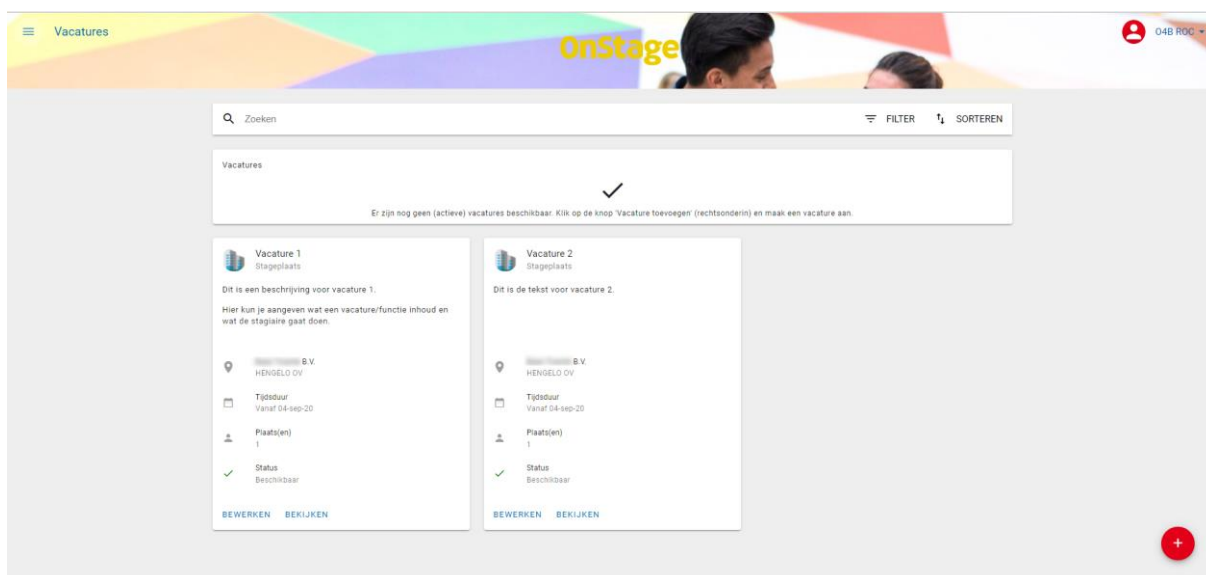 Vacatures
OnStage
O4B ROC
Zoeken
FILTER
SORTEREN
Vacatures
Er zijn nog geen (actieve) vacatures beschikbaar. Klik op de knop 'Vacature toevoegen' (rechtsonderin) en maak een vacature aan.
Vacature 1
Stageplaats
Dit is een beschrijving voor vacature 1.
Hier kun je aangeven wat een vacature/functie inhoud en
wat de stagiaire gaat doen.
B.V.
HENGELO OV
Tijdsduur
Vanaf 04-sep-20
Plaats(en)
1
Status
Beschikbaar
BEWERKEN BEKIJKEN
Vacature 2
Stageplaats
Dit is de tekst voor vacature 2.
B.V.
HENGELO OV
Tijdsduur
Vanaf 04-sep-20
Plaats(en)
1
Status
Beschikbaar
BEWERKEN BEKIJKEN